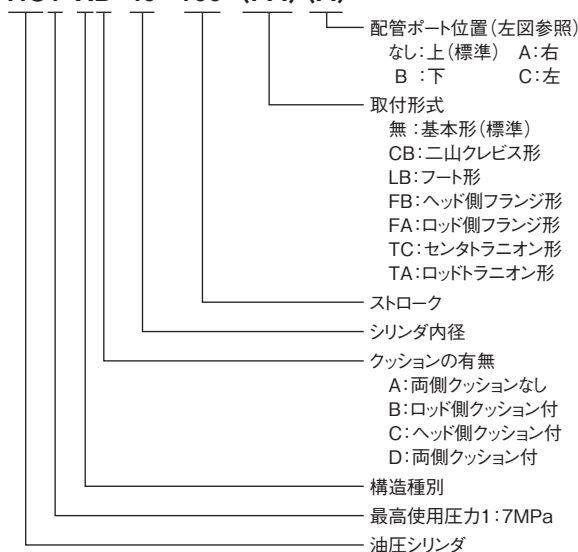 配管ポート位置(左図参照)
なし:上(標準) A:右
B :下 C:左
取付形式
無:基本形(標準)
CB:二山クレビス形
LB:フート形
FB:ヘッド側フランジ形
FA:ロッド側フランジ形
TC:センタトラニオン形
TA:ロッドトラニオン形
ストローク
シリンダ内径
クッションの有無
A:両側クッションなし
B:ロッド側クッション付
C:ヘッド側クッション付
D:両側クッション付
構造種別
最高使用圧力1:7MPa
油圧シリンダ